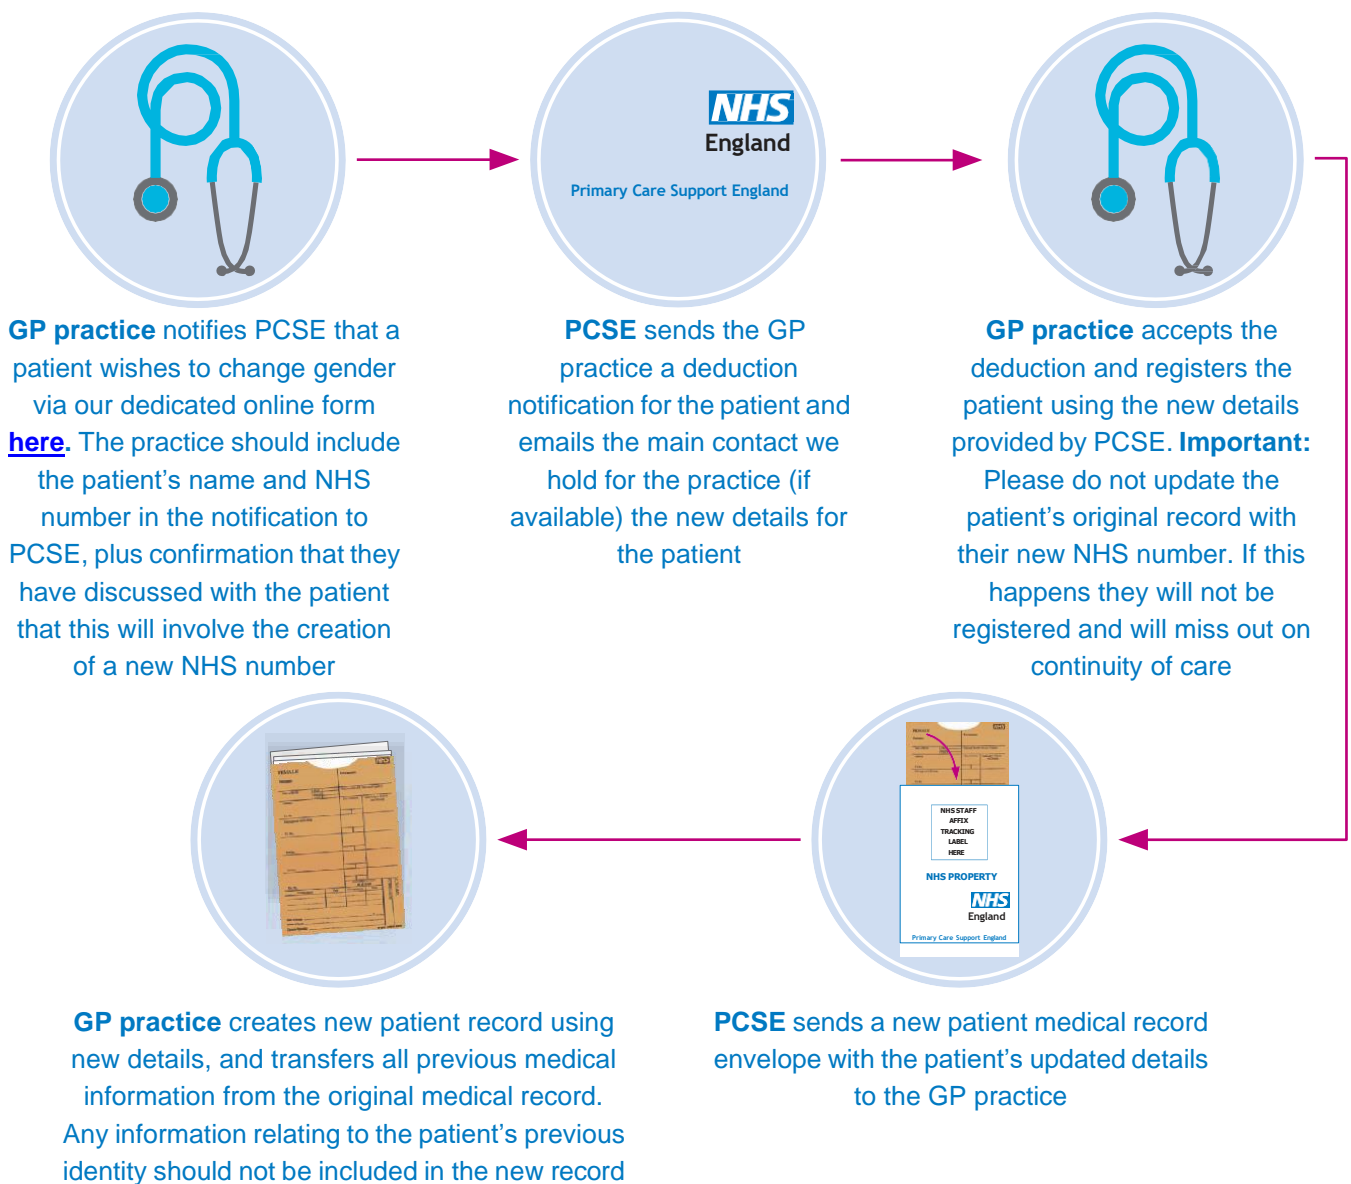 NHS
England
Primary Care Support England
GP practice notifies PCSE that a
patient wishes to change gender
via our dedicated online form
here. The practice should include
the patient’s name and NHS
number in the notification to
PCSE, plus confirmation that they
have discussed with the patient
that this will involve the creation
of a new NHS number
PCSE sends the GP
practice a deduction
notification for the patient and
emails the main contact we
hold for the practice (if
available) the new details for
the patient
GP practice accepts the
deduction and registers the
patient using the new details
provided by PCSE. Important:
Please do not update the
patient’s original record with
their new NHS number. If this
happens they will not be
registered and will miss out on
continuity of care
NHS STAFF
AFFIX
TRACKING
LABEL
HERE
NHS PROPERTY
NHS
England
Primary Care Support England
GP practice creates new patient record using
new details, and transfers all previous medical
information from the original medical record.
Any information relating to the patient’s previous
identity should not be included in the new record
PCSE sends a new patient medical record
envelope with the patient’s updated details
to the GP practice